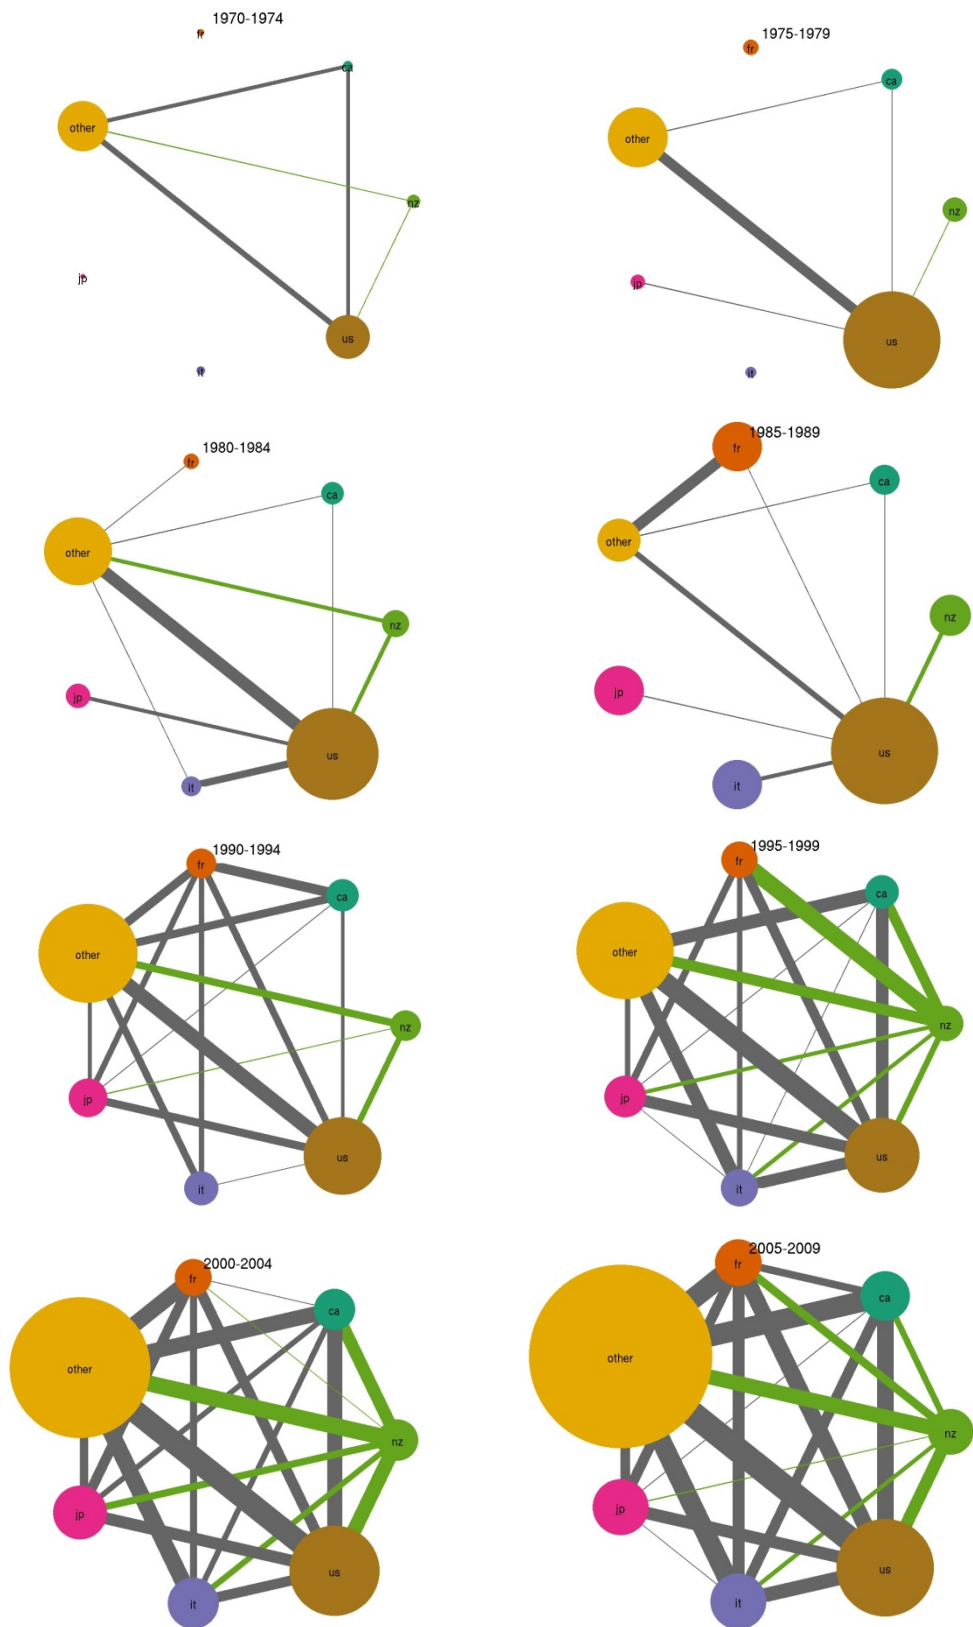 1970-1974
fr
ca
other
nz
jp
us
it
1975-1979
fr
ca
other
nz
jp
us
it
1980-1984
fr
ca
other
nz
jp
us
it
1985-1989
fr
ca
other
nz
jp
us
it
1990-1994
fr
ca
other
nz
jp
us
it
1995-1999
fr
ca
other
nz
jp
us
it
2000-2004
fr
ca
other
nz
jp
us
it
2005-2009
fr
ca
other
nz
jp
us
it